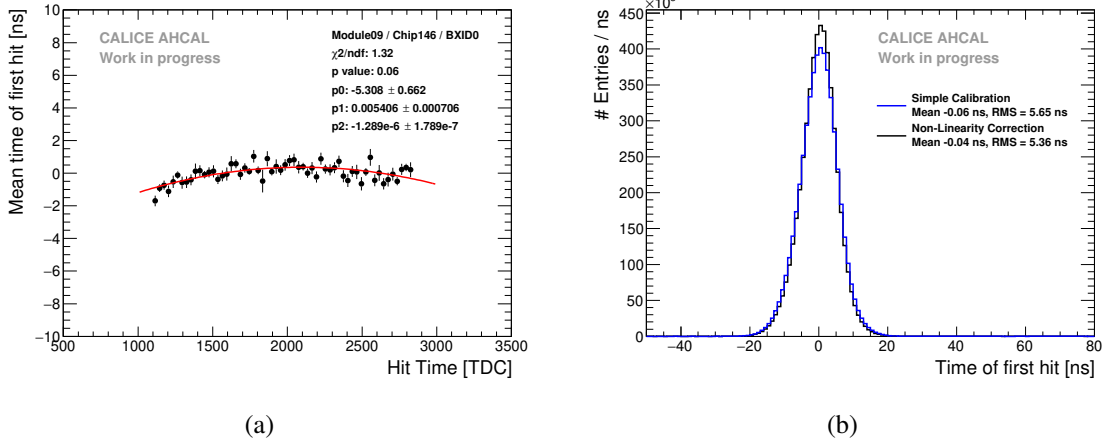 Mean time of first hit [ns]
10
8
6
4
2
0
−2
−4
−6
−8
−10
CALICE AHCAL
Work in progress
Module09 / Chip146 / BXID0
χ2/ndf: 1.32
p value: 0.06
p0: -5.308 ± 0.662
p1: 0.005406 ± 0.000706
p2: -1.289e-6 ± 1.789e-7
500 1000 1500 2000 2500 3000 3500
Hit Time [TDC]
(a)
# Entries / ns
450
400
350
300
250
200
150
100
50
0
CALICE AHCAL
Work in progress
Simple Calibration
Mean -0.06 ns, RMS = 5.65 ns
Non-Linearity Correction
Mean -0.04 ns, RMS = 5.36 ns
−40 −20 0 20 40 60 80
Time of first hit [ns]
(b)